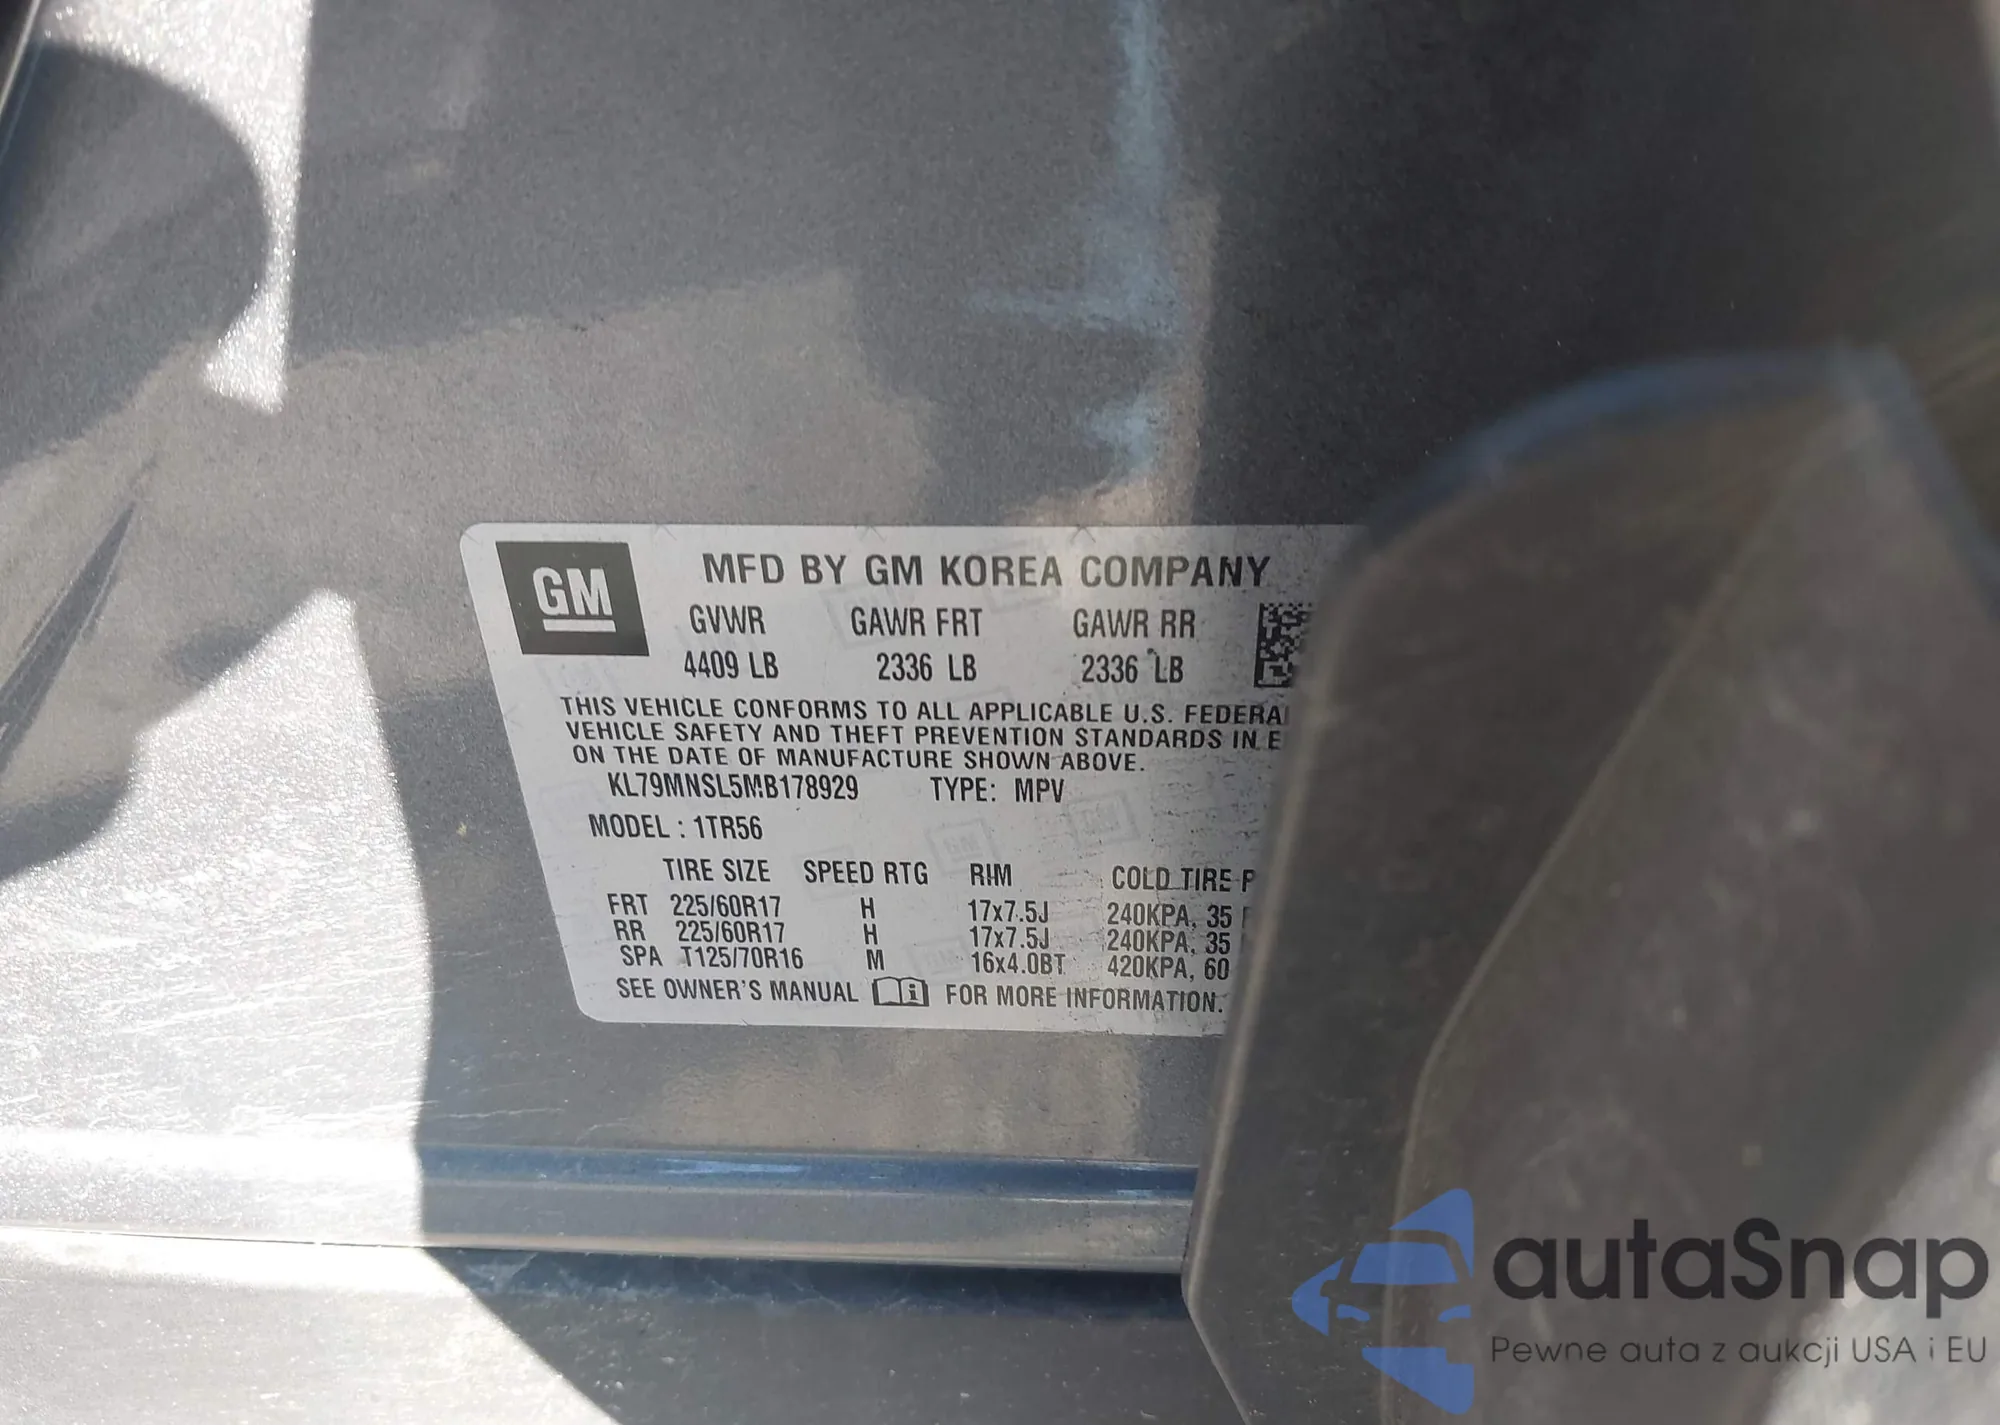 GM
MFD BY GM KOREA COMPANY
GVWR GAWR FRT GAWR RR
4409 LB 2336 LB 2336 LB
THIS VEHICLE CONFORMS TO ALL APPLICABLE U.S. FEDERA
VEHICLE SAFETY AND THEFT PREVENTION STANDARDS IN E
ON THE DATE OF MANUFACTURE SHOWN ABOVE.
KL79MNSL5MB178929 TYPE: MPV
MODEL : 1TR56
TIRE SIZE SPEED RTG RIM COLD TIRE P
FRT 225/60R17 H 17x7.5J 240KPA, 35
RR 225/60R17 H 17x7.5J 240KPA, 35
SPA T125/70R16 M 16x4.0BT 420KPA, 60
SEE OWNER'S MANUAL i FOR MORE INFORMATION.
autaSnap
Pewne auta z aukcji USA i EU